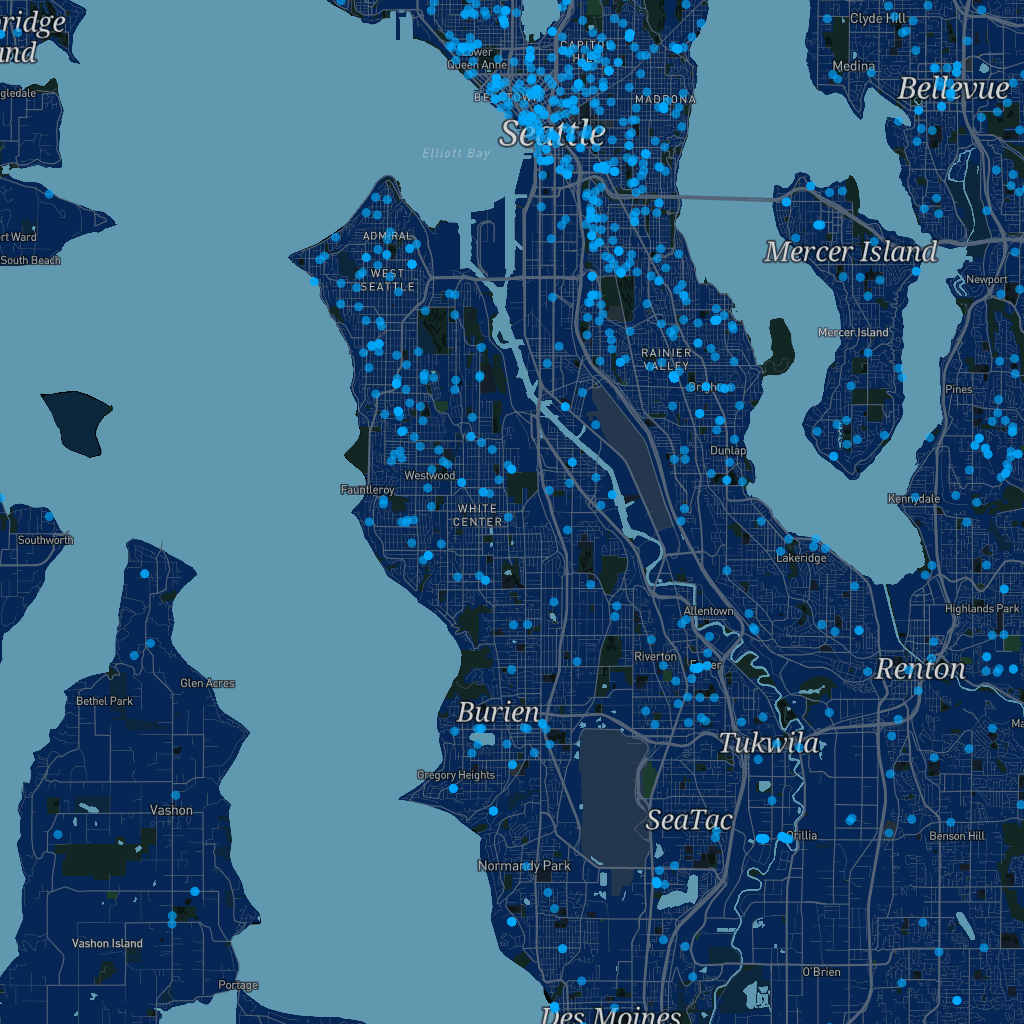 Clyde Hill
ridge
and
CAPITOL
HILL
Lower
Queen Anne
Medina
Bellevue
gledale
BELLTOWN
MADRONA
Seattle
Elliott Bay
rt Ward
ADMIRAL
South Beach
Mercer Island
WEST
SEATTLE
Newport
Mercer Island
RAINIER
VALLEY
Brighton
Pines
Dunlap
Westwood
Fauntleroy
Kennydale
WHITE
CENTER
Southworth
Lakeridge
Allentown
Highlands Park
Riverton
Renton
Glen Acres
Bethel Park
Burien
Ma
Tukwila
Gregory Heights
Vashon
SeaTac
Orillia
Benson Hill
Normandy Park
Vashon Island
O'Brien
Portage
Des Moines